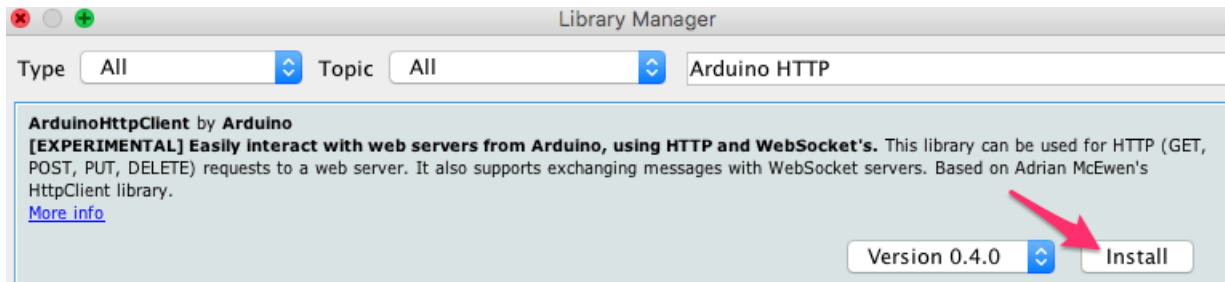 Library Manager
Type All Topic All Arduino HTTP
ArduinoHttpClient by Arduino
[EXPERIMENTAL] Easily interact with web servers from Arduino, using HTTP and WebSocket's. This library can be used for HTTP (GET,
POST, PUT, DELETE) requests to a web server. It also supports exchanging messages with WebSocket servers. Based on Adrian McEwen's
HttpClient library.
More info
Version 0.4.0 Install